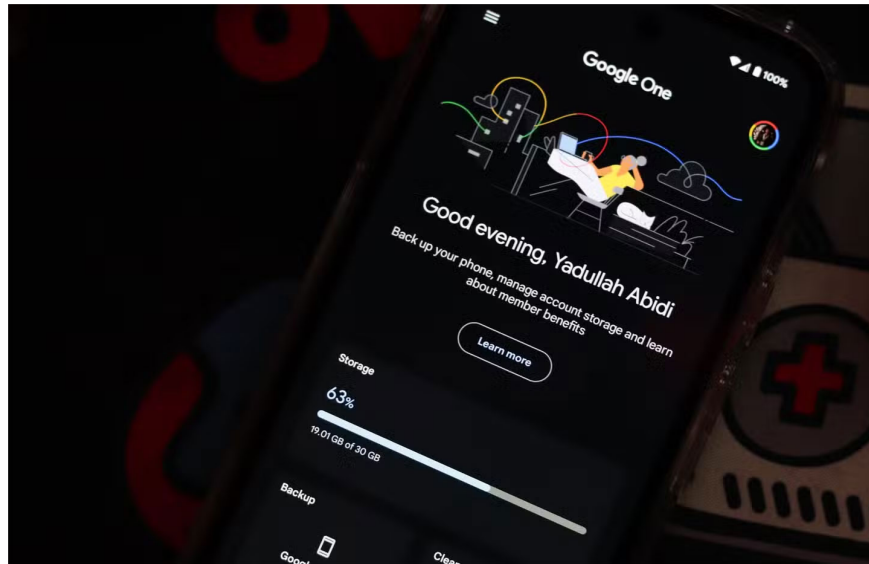 Google One
100%
Good evening, Yadullah Abidi
Back up your phone, manage account storage and learn
about member benefits
Learn more
Storage
63%
19.01 GB of 30 GB
Backup